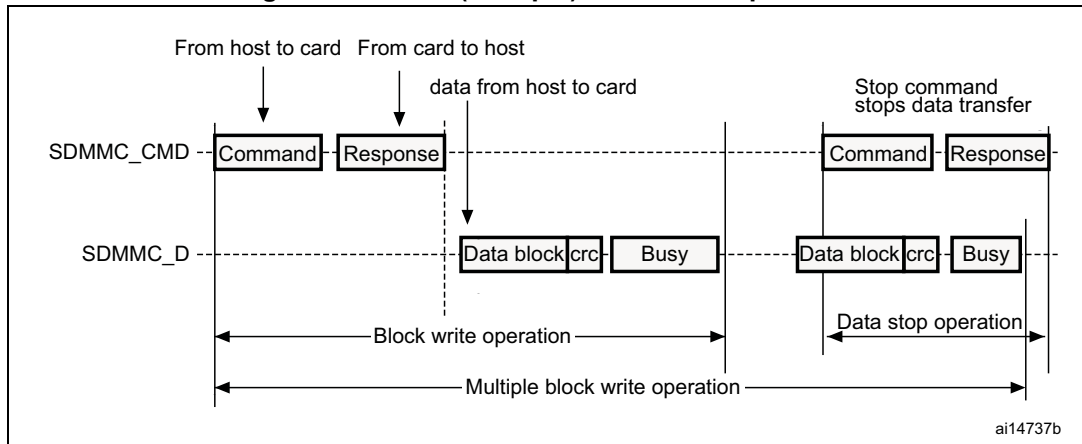 From host to card From card to host
data from host to card
Stop command
stops data transfer
SDMMC_CMD Command Response Command Response
SDMMC_D Data block crc Busy Data block crc Busy
Block write operation
Data stop operation
Multiple block write operation
ai14737b